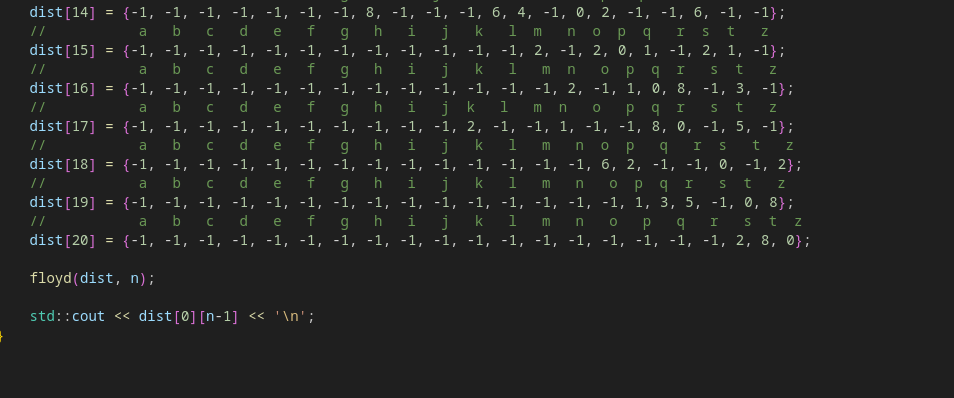 dist[14] = {-1, -1, -1, -1, -1, -1, -1, 8, -1, -1, -1, 6, 4, -1, 0, 2, -1, -1, 6, -1, -1};
// a b c d e f g h i j k l m n o p q r s t z
dist[15] = {-1, -1, -1, -1, -1, -1, -1, -1, -1, -1, -1, -1, 2, -1, 2, 0, 1, -1, 2, 1, -1};
// a b c d e f g h i j k l m n o p q r s t z
dist[16] = {-1, -1, -1, -1, -1, -1, -1, -1, -1, -1, -1, -1, -1, 2, -1, 1, 0, 8, -1, 3, -1};
// a b c d e f g h i j k l m n o p q r s t z
dist[17] = {-1, -1, -1, -1, -1, -1, -1, -1, -1, -1, 2, -1, -1, 1, -1, -1, 8, 0, -1, 5, -1};
// a b c d e f g h i j k l m n o p q r s t z
dist[18] = {-1, -1, -1, -1, -1, -1, -1, -1, -1, -1, -1, -1, -1, -1, 6, 2, -1, -1, 0, -1, 2};
// a b c d e f g h i j k l m n o p q r s t z
dist[19] = {-1, -1, -1, -1, -1, -1, -1, -1, -1, -1, -1, -1, -1, -1, -1, 1, 3, 5, -1, 0, 8};
// a b c d e f g h i j k l m n o p q r s t z
dist[20] = {-1, -1, -1, -1, -1, -1, -1, -1, -1, -1, -1, -1, -1, -1, -1, -1, -1, -1, 2, 8, 0};
floyd(dist, n);
std::cout << dist[0][n-1] << '\n';
}